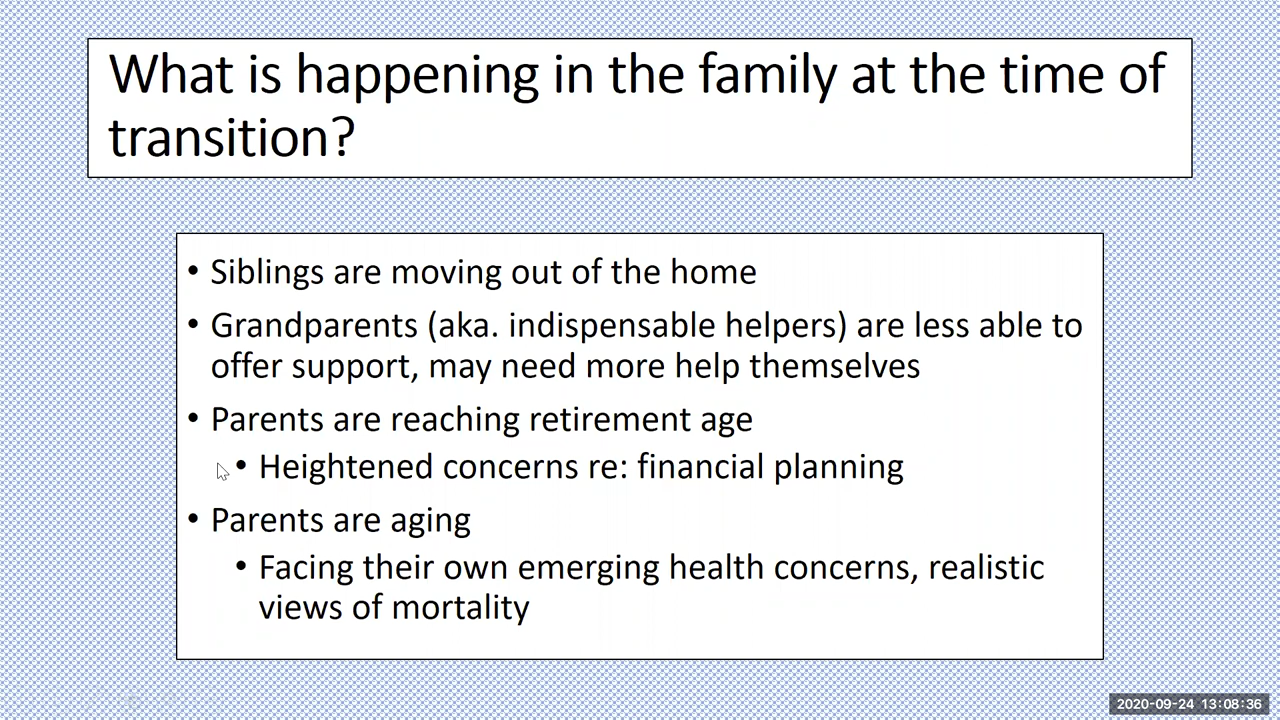 What is happening in the family at the time of
transition?
• Siblings are moving out of the home
• Grandparents (aka. indispensable helpers) are less able to
offer support, may need more help themselves
• Parents are reaching retirement age
• Heightened concerns re: financial planning
• Parents are aging
• Facing their own emerging health concerns, realistic
views of mortality
2020-09-24 13:08:36